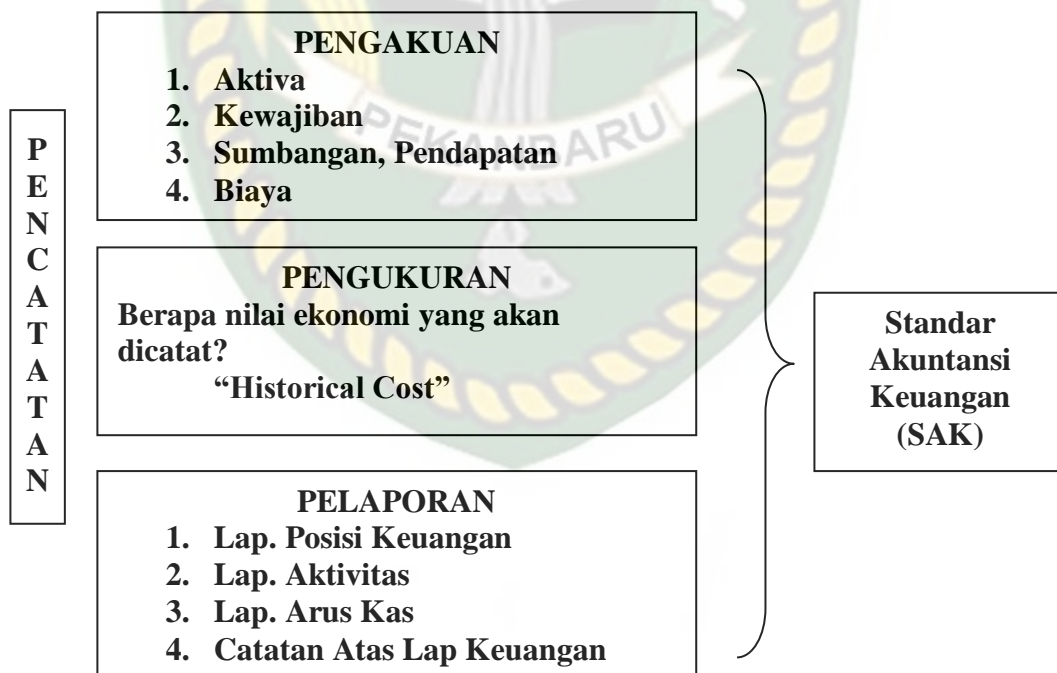 PENCATATAN
PENGAKUAN
1. Aktiva
2. Kewajiban
3. Sumbangan, Pendapatan
4. Biaya
PENGUKURAN
Berapa nilai ekonomi yang akan
dicatat?
“Historical Cost”
PELAPORAN
1. Lap. Posisi Keuangan
2. Lap. Aktivitas
3. Lap. Arus Kas
4. Catatan Atas Lap Keuangan
Standar
Akuntansi
Keuangan
(SAK)
PEKANBARU